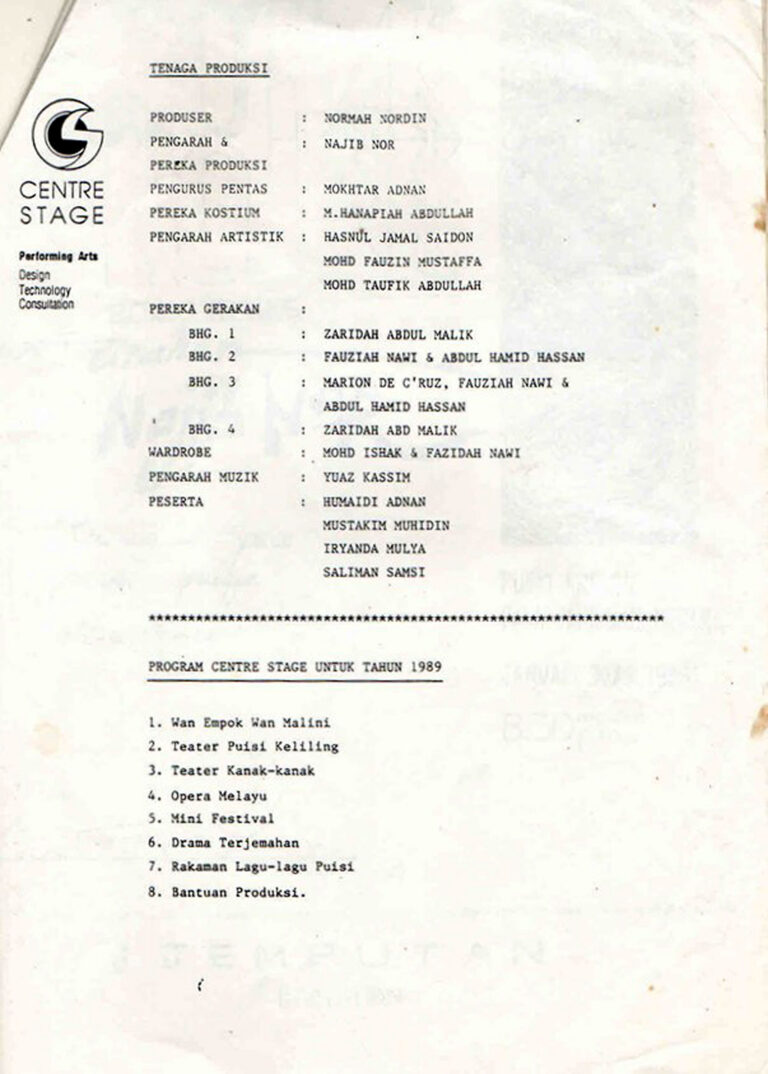 TENAGA PRODUKSI
PRODUSER : NORMAH NORDIN
PENGARAH & : NAJIB NOR
PEREKA PRODUKSI
PENGURUS PENTAS : MOKHTAR ADNAN
PEREKA KOSTIUM : M.HANAPIAH ABDULLAH
PENGARAH ARTISTIK : HASNUL JAMAL SAIDON
MOHD FAUZIN MUSTAFFA
MOHD TAUFIK ABDULLAH
PEREKA GERAKAN :
BHG. 1 : ZARIDAH ABDUL MALIK
BHG. 2 : FAUZIAH NAWI & ABDUL HAMID HASSAN
BHG. 3 : MARION DE C'RUZ, FAUZIAH NAWI &
ABDUL HAMID HASSAN
BHG. 4 : ZARIDAH ABD MALIK
WARDROBE : MOHD ISHAK & FAZIDAH NAWI
PENGARAH MUZIK : YUAZ KASSIM
PESERTA : HUMAIDI ADNAN
MUSTAKIM MUHIDIN
IRYANDA MULYA
SALIMAN SAMSI
CENTRE
STAGE
Performing Arts
Design
Technology
Consultation
PROGRAM CENTRE STAGE UNTUK TAHUN 1989
1. Wan Empok Wan Malini
2. Teater Puisi Keliling
3. Teater Kanak-kanak
4. Opera Melayu
5. Mini Festival
6. Drama Terjemahan
7. Rakaman Lagu-lagu Puisi
8. Bantuan Produksi.